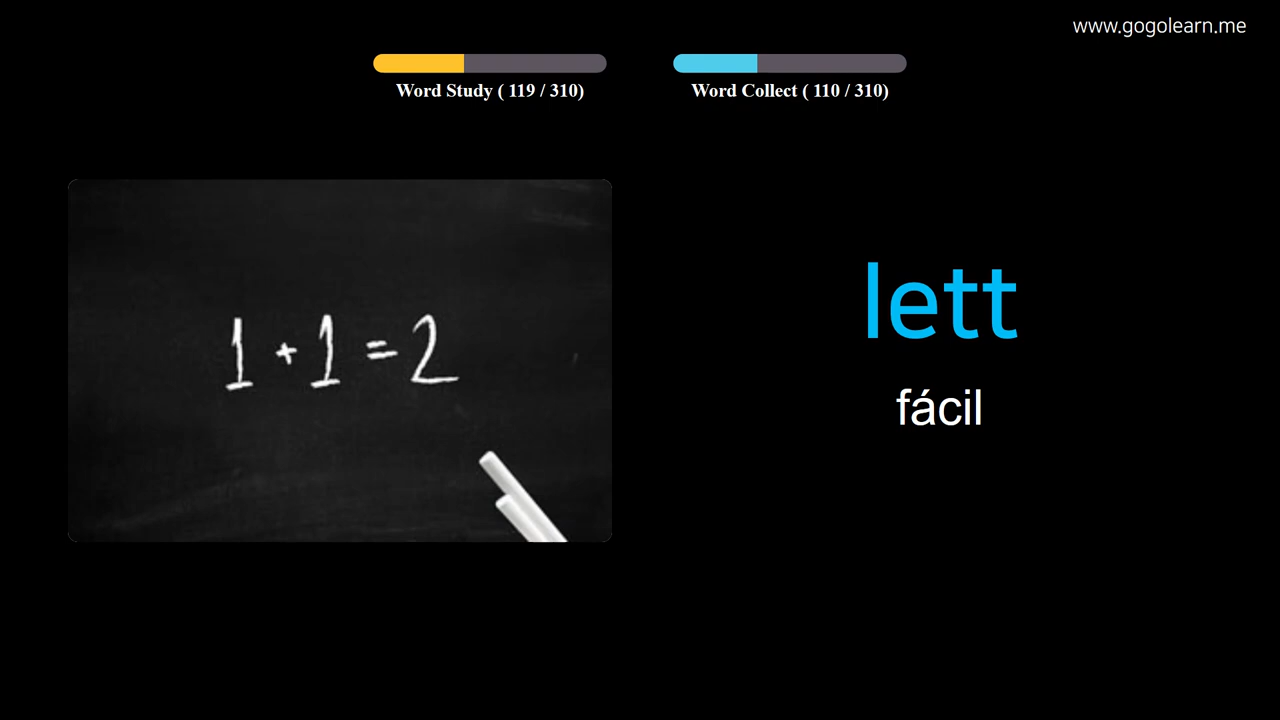 www.gogolearn.me
Word Study ( 119 / 310)
Word Collect ( 110 / 310)
1 + 1 = 2
lett
fácil